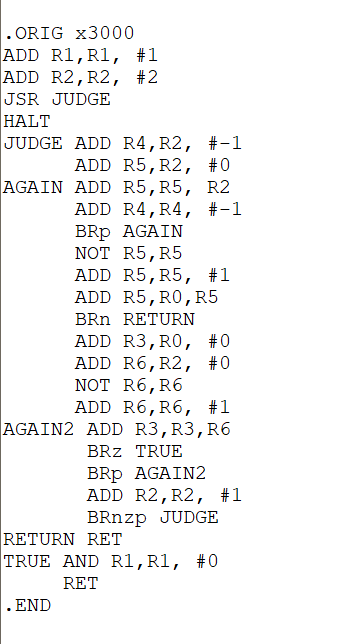 .ORIG x3000
ADD R1,R1, #1
ADD R2,R2, #2
JSR JUDGE
HALT
JUDGE ADD R4,R2, #-1
ADD R5,R2, #0
AGAIN ADD R5,R5, R2
ADD R4,R4, #-1
BRp AGAIN
NOT R5,R5
ADD R5,R5, #1
ADD R5,R0,R5
BRn RETURN
ADD R3,R0, #0
ADD R6,R2, #0
NOT R6,R6
ADD R6,R6, #1
AGAIN2 ADD R3,R3,R6
BRz TRUE
BRp AGAIN2
ADD R2,R2, #1
BRnzp JUDGE
RETURN RET
TRUE AND R1,R1, #0
RET
.END